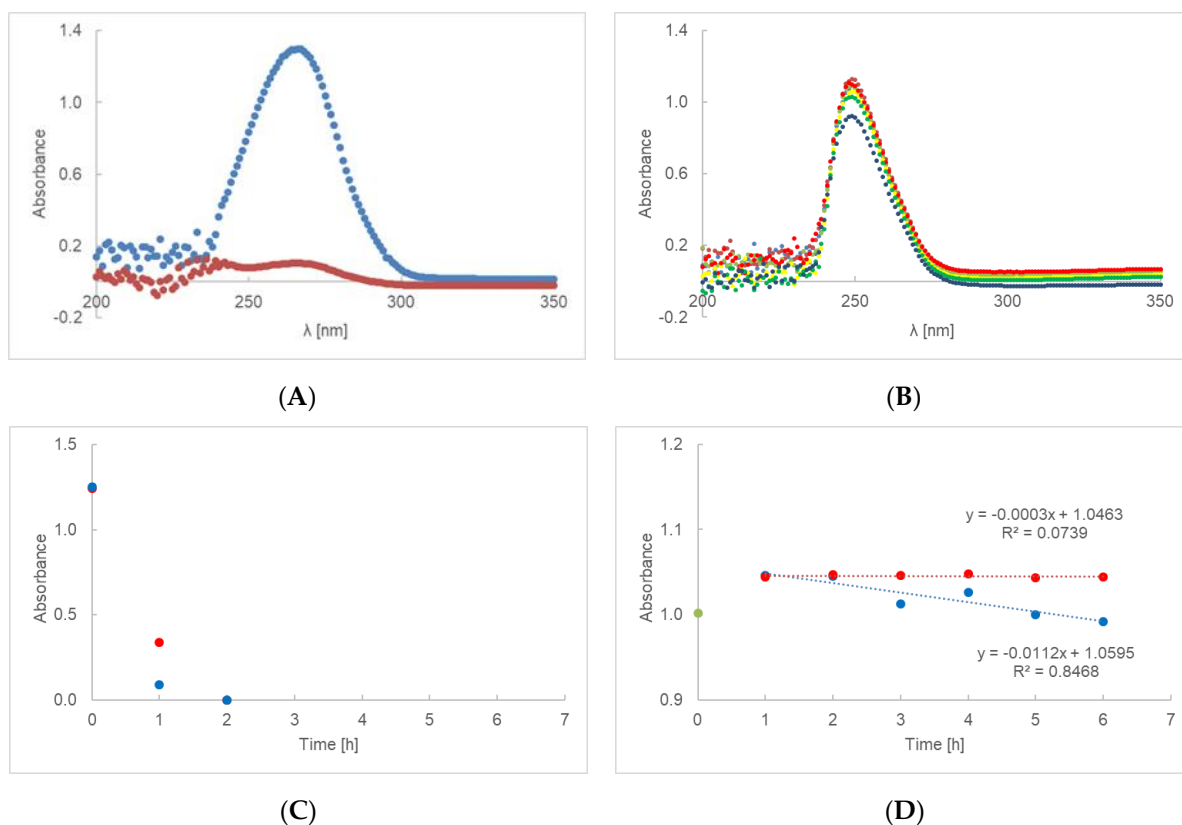 1.4
1.0
0.6
0.2
-0.2
Absorbance
200
250
300
350
λ [nm]
(A)
1.4
1.0
0.6
0.2
-0.2
Absorbance
200
250
300
350
λ [nm]
(B)
1.5
1.0
0.5
0.0
Absorbance
0 1 2 3 4 5 6 7
Time [h]
(C)
1.2
1.1
1.0
0.9
Absorbance
y = -0.0003x + 1.0463
R² = 0.0739
y = -0.0112x + 1.0595
R² = 0.8468
0 1 2 3 4 5 6 7
Time [h]
(D)